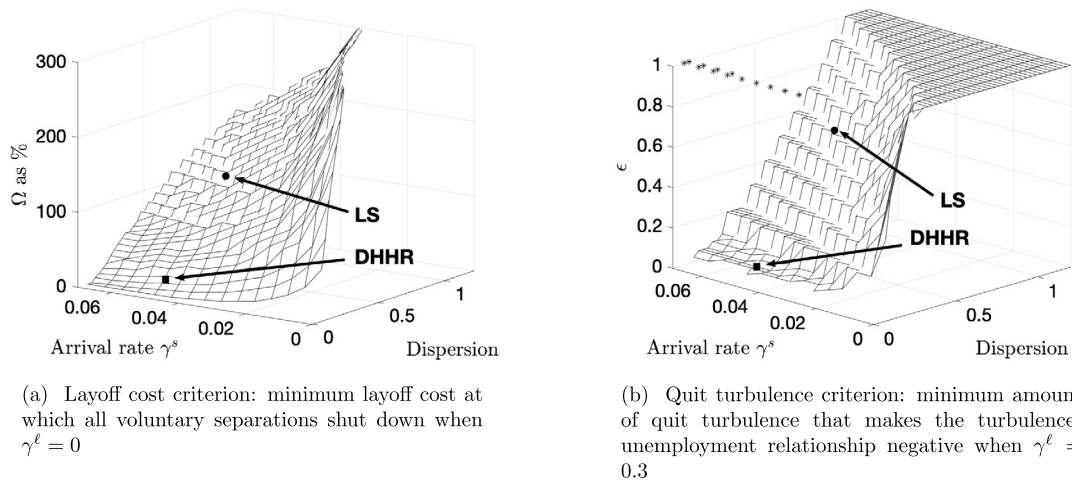 300
200
100
0
Ω as %
0.06
0.04
0.02
0
0
0.5
1
Arrival rate γˢ
Dispersion
LS
DHHR
(a) Layoff cost criterion: minimum layoff cost at
which all voluntary separations shut down when
γ^ℓ = 0
1
0.8
0.6
0.4
0.2
0
ϵ
0.06
0.04
0.02
0
0
0.5
1
Arrival rate γˢ
Dispersion
LS
DHHR
(b) Quit turbulence criterion: minimum amoun
of quit turbulence that makes the turbulence
unemployment relationship negative when γ^ℓ =
0.3